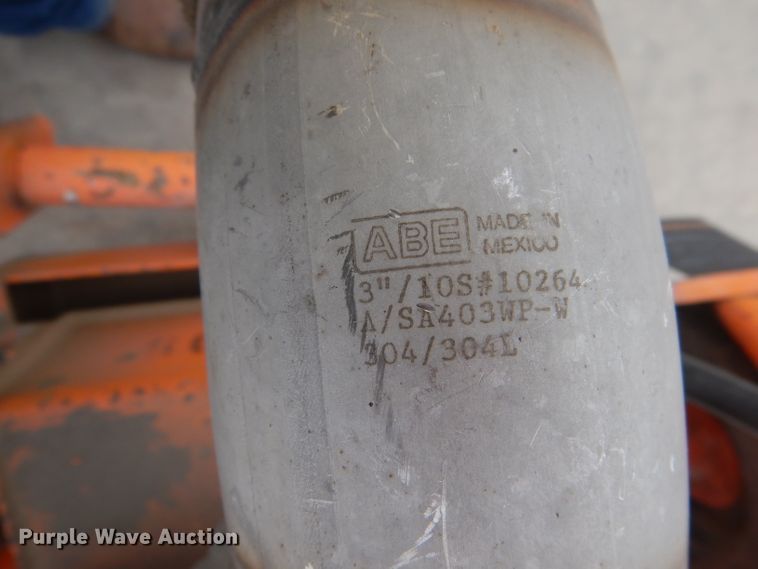 ABE MADE IN
MEXICO
3"/10S#10264
A/SA403WP-W
304/304L
Purple Wave Auction